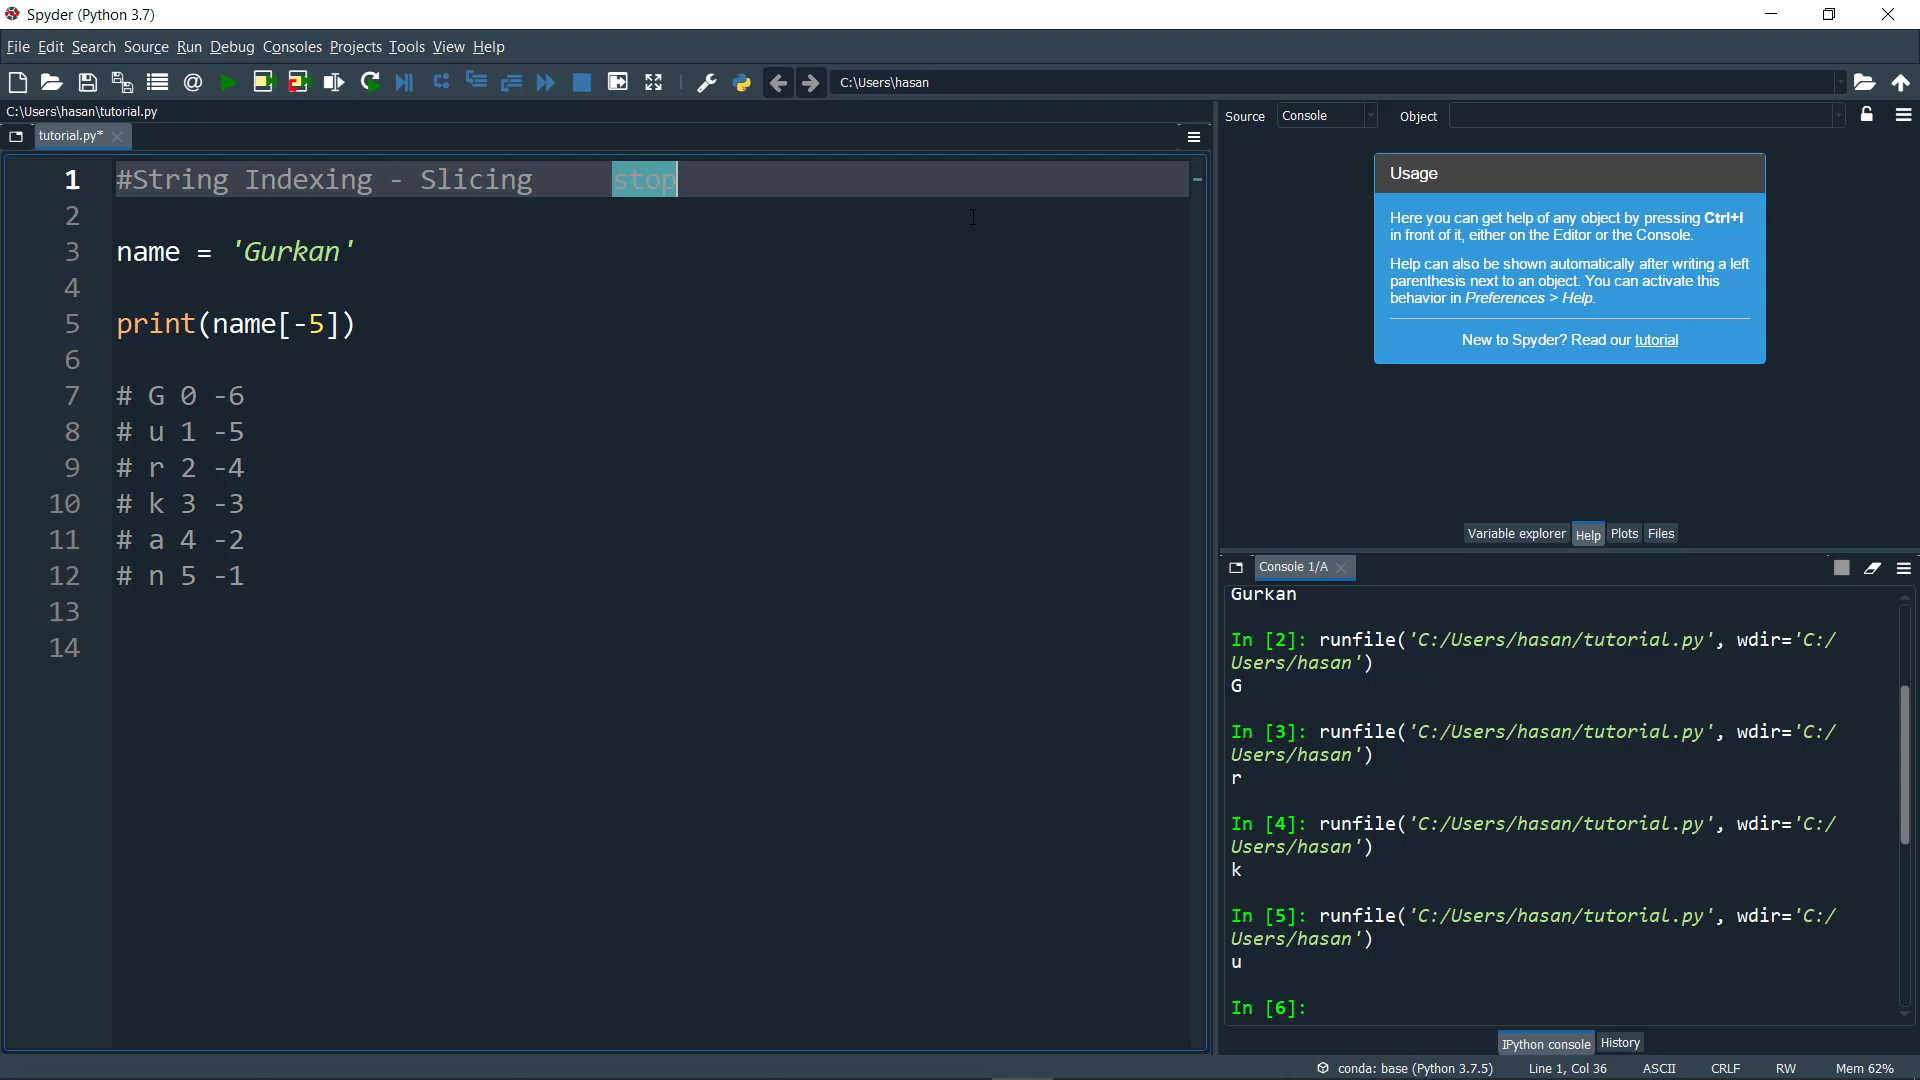 Spyder (Python 3.7)
File Edit Search Source Run Debug Consoles Projects Tools View Help
C:\Users\hasan
C:\Users\hasan\tutorial.py
tutorial.py*
1 #String Indexing - Slicing stop
2
3 name = 'Gurkan'
4
5 print(name[-5])
6
7 # G 0 -6
8 # u 1 -5
9 # r 2 -4
10 # k 3 -3
11 # a 4 -2
12 # n 5 -1
13
14
Source Console Object
Usage
Here you can get help of any object by pressing Ctrl+I
in front of it, either on the Editor or the Console.
Help can also be shown automatically after writing a left
parenthesis next to an object. You can activate this
behavior in Preferences > Help.
New to Spyder? Read our tutorial
Variable explorer Help Plots Files
Console 1/A
Gurkan
In [2]: runfile('C:/Users/hasan/tutorial.py', wdir='C:/
Users/hasan')
G
In [3]: runfile('C:/Users/hasan/tutorial.py', wdir='C:/
Users/hasan')
r
In [4]: runfile('C:/Users/hasan/tutorial.py', wdir='C:/
Users/hasan')
k
In [5]: runfile('C:/Users/hasan/tutorial.py', wdir='C:/
Users/hasan')
u
In [6]:
IPython console History
conda: base (Python 3.7.5) Line 1, Col 36 ASCII CRLF RW Mem 62%